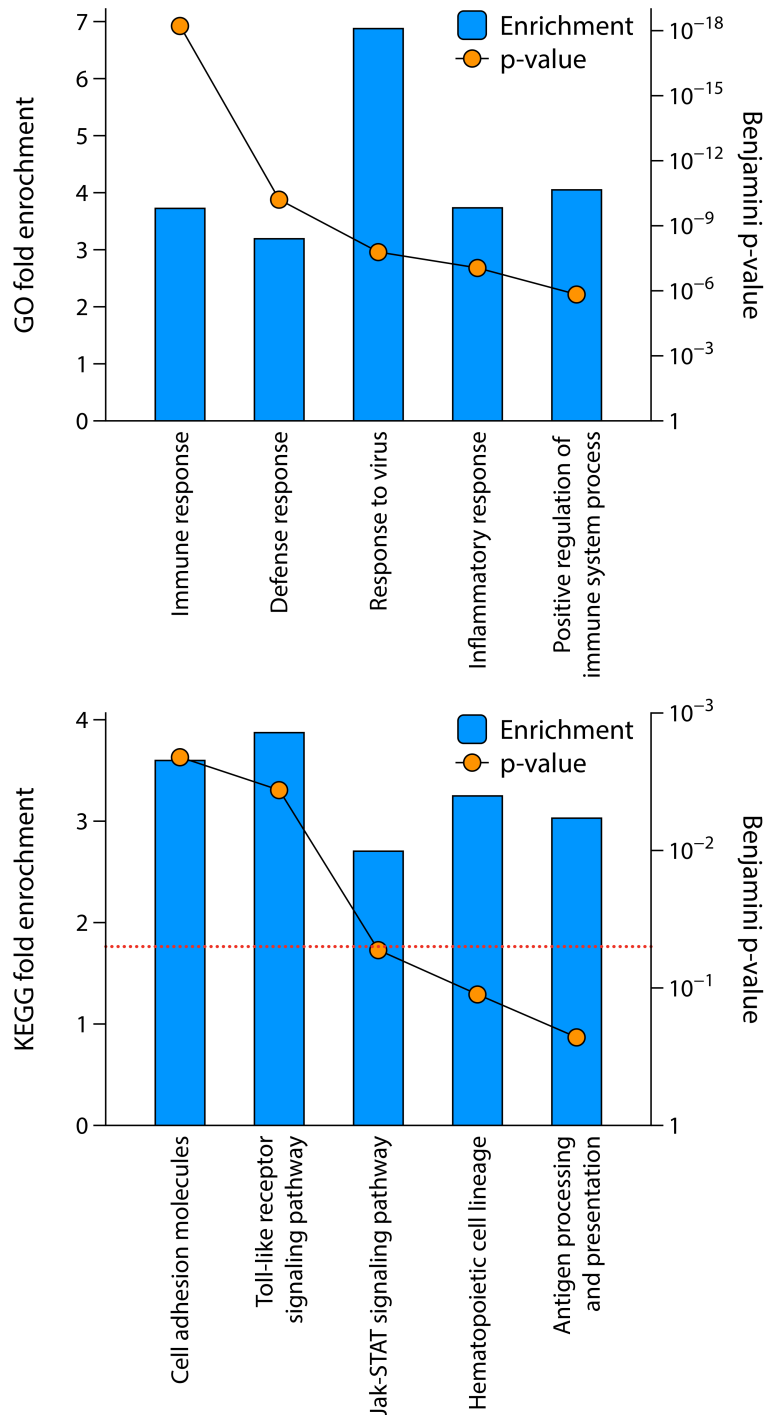 7
6
5
4
3
2
1
0
GO fold enrochment
Enrichment
p-value
10⁻¹⁸
10⁻¹⁵
10⁻¹²
10⁻⁹
10⁻⁶
10⁻³
1
Benjamini p-value
Immune response
Defense response
Response to virus
Inflammatory response
Positive regulation of
immune system process
4
3
2
1
0
KEGG fold enrochment
Enrichment
p-value
10⁻³
10⁻²
10⁻¹
1
Benjamini p-value
Cell adhesion molecules
Toll-like receptor
signaling pathway
Jak-STAT signaling pathway
Hematopoietic cell lineage
Antigen processing
and presentation